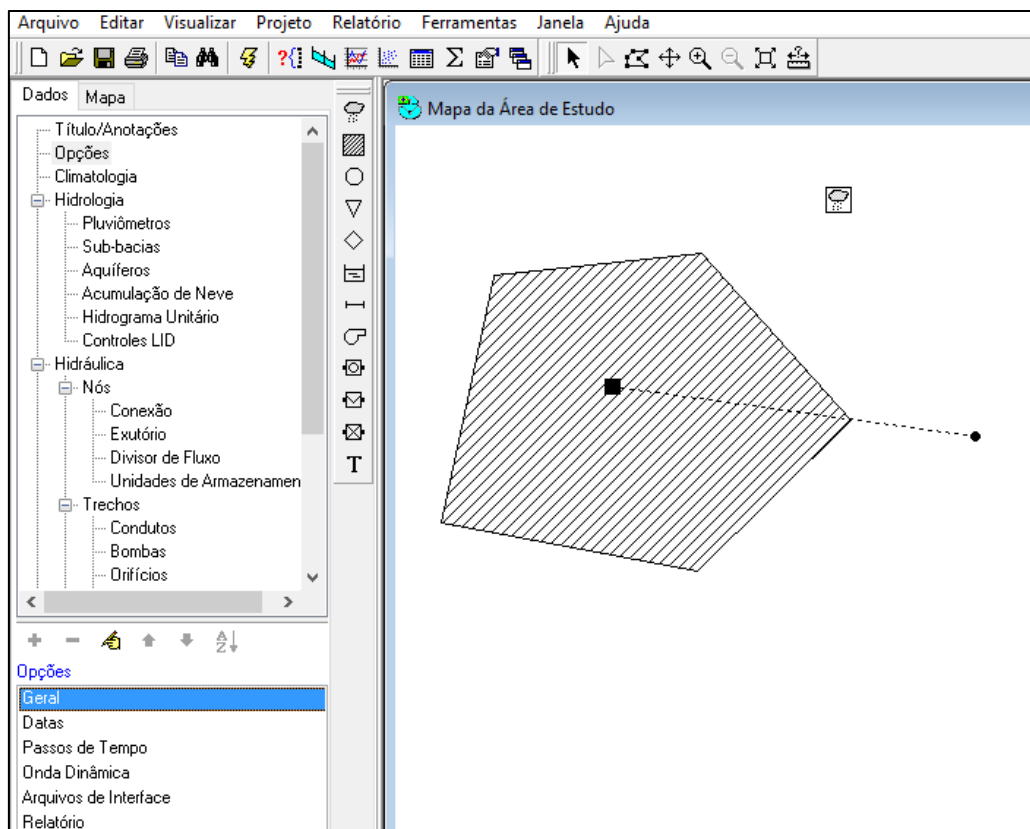 Arquivo Editar Visualizar Projeto Relatório Ferramentas Janela Ajuda
Dados Mapa
Título/Anotações
Opções
Climatologia
Hidrologia
Pluviômetros
Sub-bacias
Aquíferos
Acumulação de Neve
Hidrograma Unitário
Controles LID
Hidráulica
Nós
Conexão
Exutório
Divisor de Fluxo
Unidades de Armazenamen
Trechos
Condutos
Bombas
Orifícios
Opções
Geral
Datas
Passos de Tempo
Onda Dinâmica
Arquivos de Interface
Relatório
T
Mapa da Área de Estudo